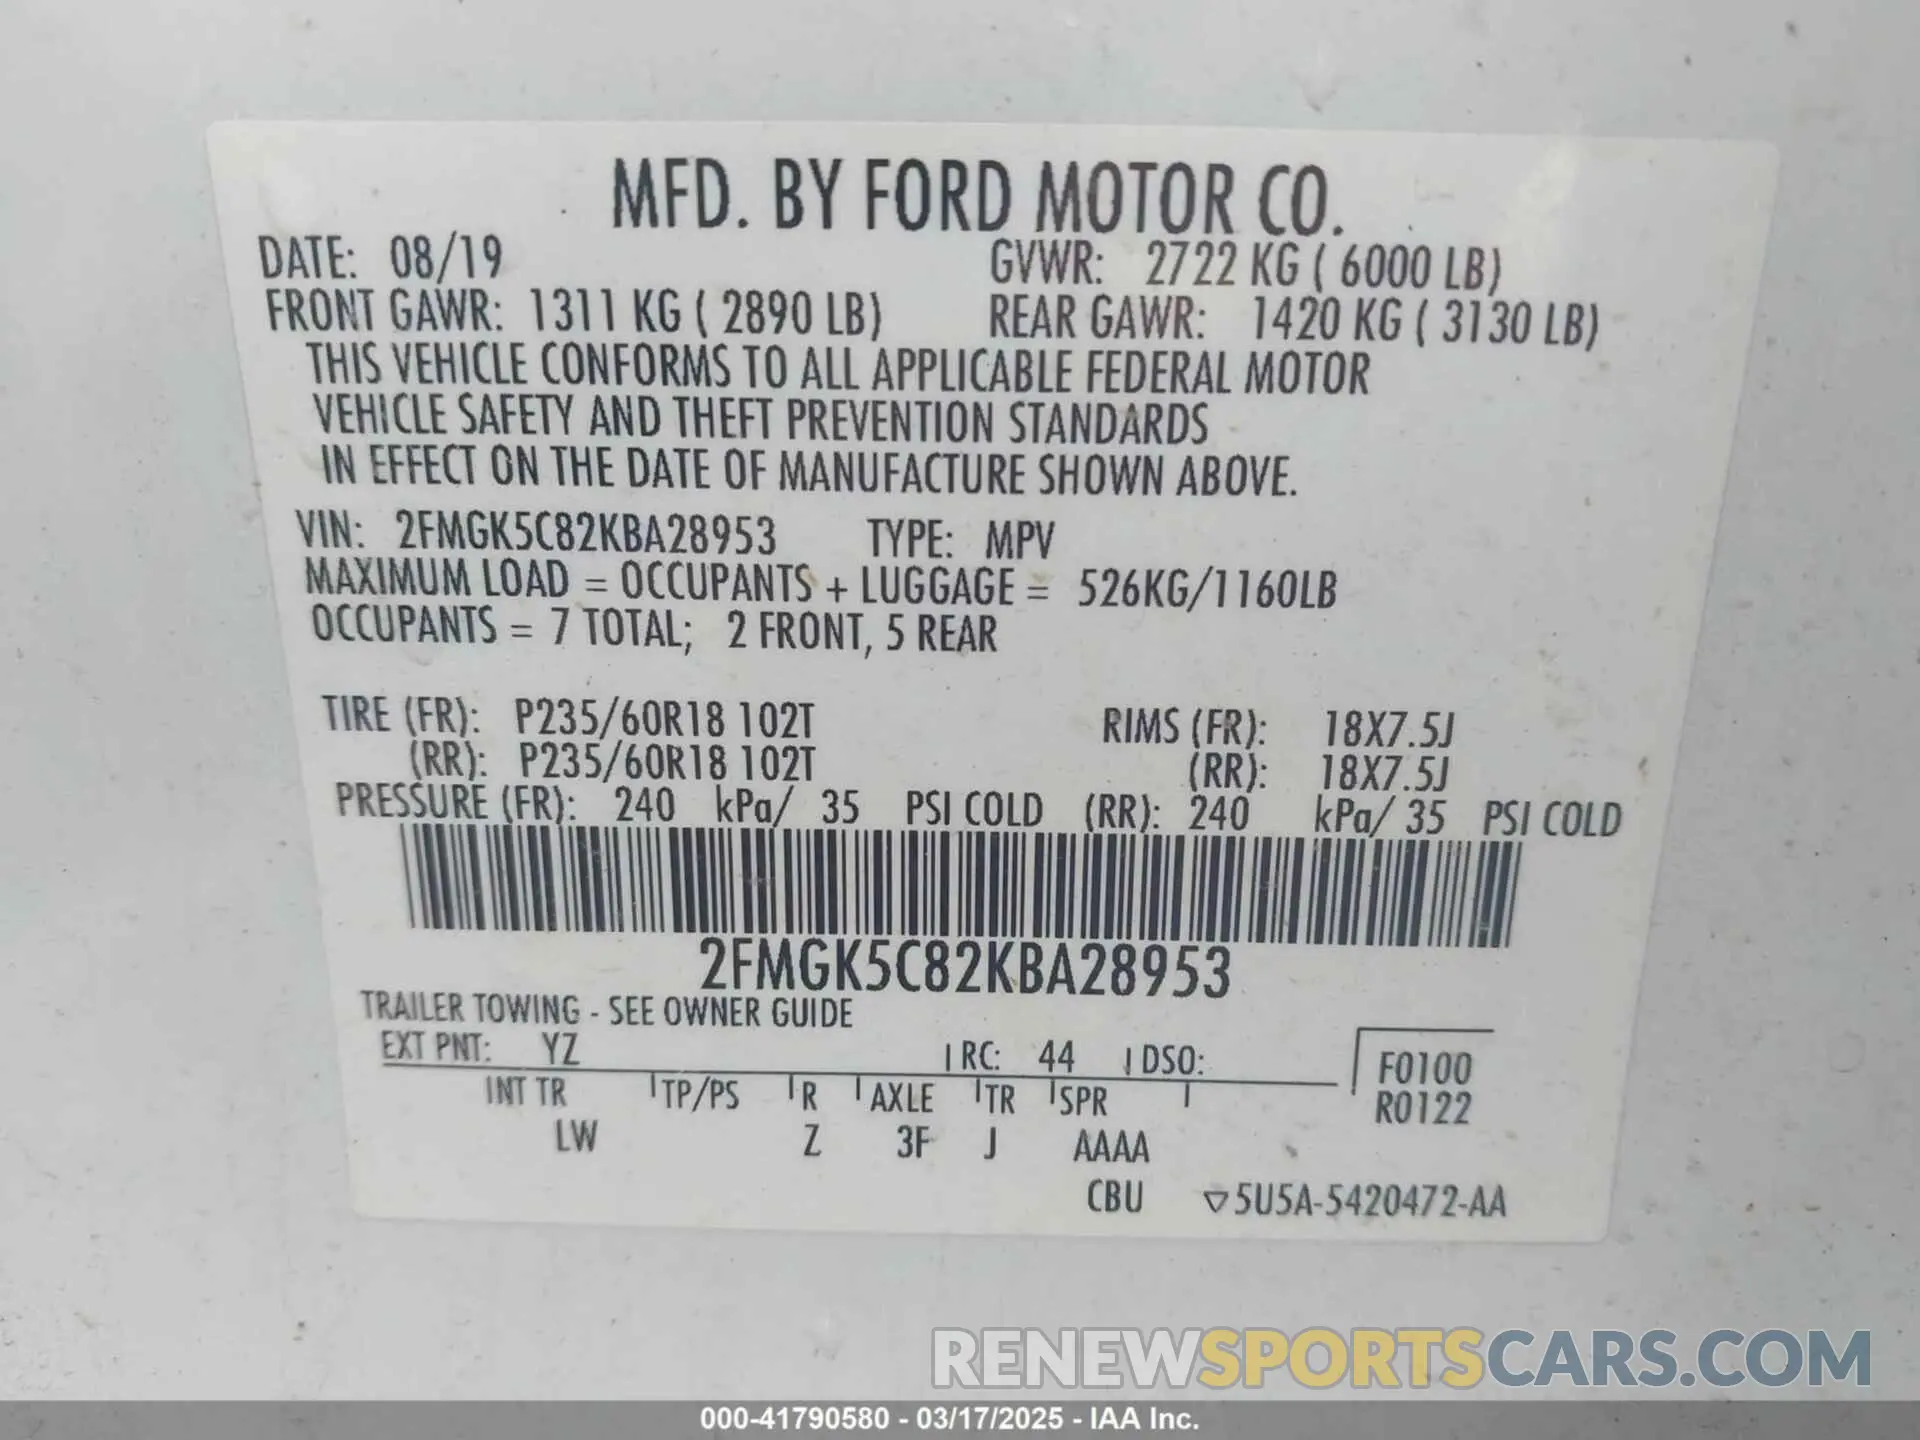 MFD. BY FORD MOTOR CO.
DATE: 08/19 GVWR: 2722 KG ( 6000 LB)
FRONT GAWR: 1311 KG ( 2890 LB) REAR GAWR: 1420 KG ( 3130 LB)
THIS VEHICLE CONFORMS TO ALL APPLICABLE FEDERAL MOTOR
VEHICLE SAFETY AND THEFT PREVENTION STANDARDS
IN EFFECT ON THE DATE OF MANUFACTURE SHOWN ABOVE.
VIN: 2FMGK5C82KBA28953 TYPE: MPV
MAXIMUM LOAD = OCCUPANTS + LUGGAGE = 526KG/1160LB
OCCUPANTS = 7 TOTAL; 2 FRONT, 5 REAR
TIRE (FR): P235/60R18 102T RIMS (FR): 18X7.5J
(RR): P235/60R18 102T (RR): 18X7.5J
PRESSURE (FR): 240 kPa/ 35 PSI COLD (RR): 240 kPa/ 35 PSI COLD
2FMGK5C82KBA28953
TRAILER TOWING - SEE OWNER GUIDE
EXT PNT: YZ RC: 44 DSO: F0100
INT TR TP/PS R AXLE TR SPR R0122
LW Z 3F J AAAA
CBU ▽5U5A-5420472-AA
RENEWSPORTSCARS.COM
000-41790580 - 03/17/2025 - IAA Inc.